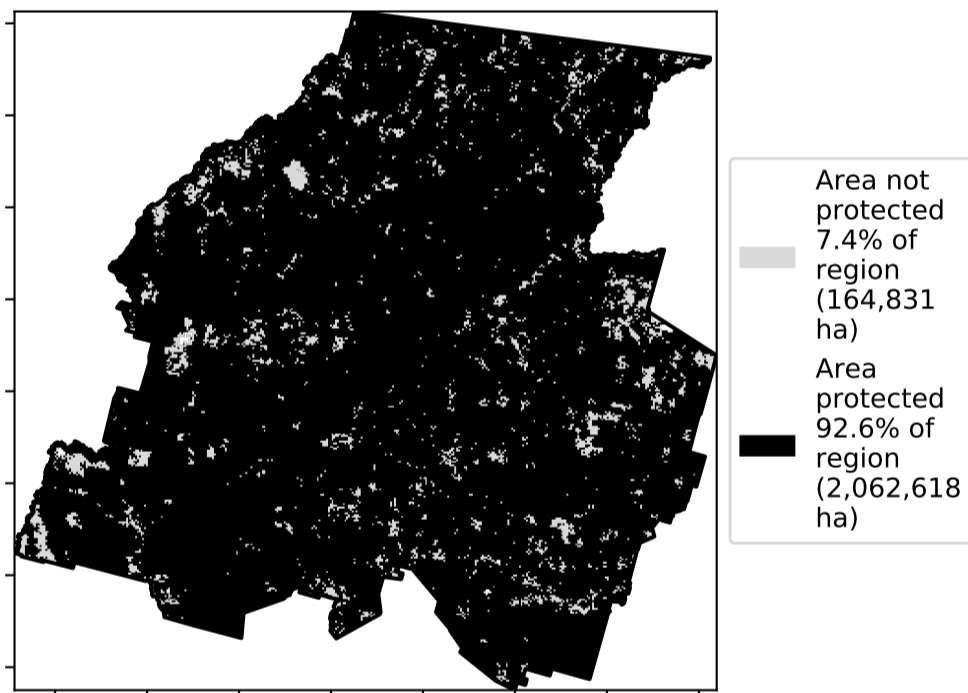 Area not
protected
7.4% of
region
(164,831
ha)
Area
protected
92.6% of
region
(2,062,618
ha)